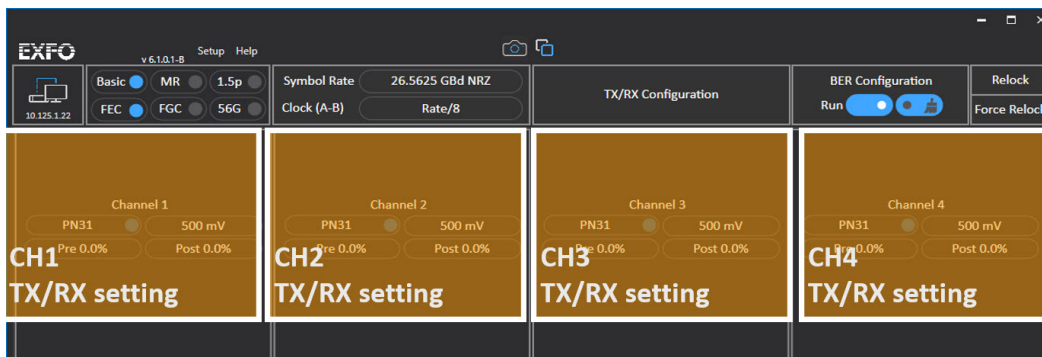 EXFO
v 6.1.0.1-B
Setup Help
10.125.1.22
Basic MR 1.5p
FEC FGC 56G
Symbol Rate 26.5625 GBd NRZ
Clock (A-B) Rate/8
TX/RX Configuration
BER Configuration
Run
Relock
Force Relock
Channel 1
PN31 500 mV
Pre 0.0% Post 0.0%
CH1
TX/RX setting
Channel 2
PN31 500 mV
Pre 0.0% Post 0.0%
CH2
TX/RX setting
Channel 3
PN31 500 mV
Pre 0.0% Post 0.0%
CH3
TX/RX setting
Channel 4
PN31 500 mV
Pre 0.0% Post 0.0%
CH4
TX/RX setting